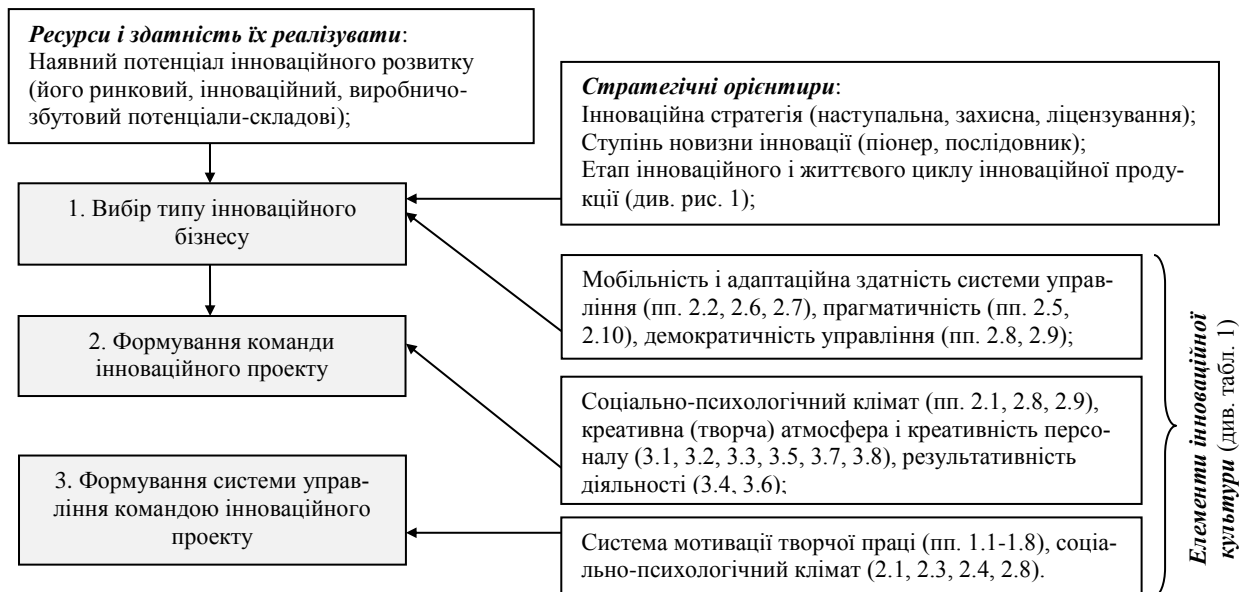 Ресурси і здатність їх реалізувати:
Наявний потенціал інноваційного розвитку
(його ринковий, інноваційний, виробничо-
збутовий потенціали-складові);
Стратегічні орієнтири:
Інноваційна стратегія (наступальна, захисна, ліцензування);
Ступінь новизни інновації (піонер, послідовник);
Етап інноваційного і життєвого циклу інноваційної проду-
кції (див. рис. 1);
1. Вибір типу інноваційного
бізнесу
Мобільність і адаптаційна здатність системи управ-
ління (пп. 2.2, 2.6, 2.7), прагматичність (пп. 2.5,
2.10), демократичність управління (пп. 2.8, 2.9);
2. Формування команди
інноваційного проекту
Соціально-психологічний клімат (пп. 2.1, 2.8, 2.9),
креативна (творча) атмосфера і креативність персо-
налу (3.1, 3.2, 3.3, 3.5, 3.7, 3.8), результативність
діяльності (3.4, 3.6);
3. Формування системи управ-
ління командою інноваційного
проекту
Система мотивації творчої праці (пп. 1.1-1.8), соці-
ально-психологічний клімат (2.1, 2.3, 2.4, 2.8).
Елементи інноваційної
культури (див. табл. 1)